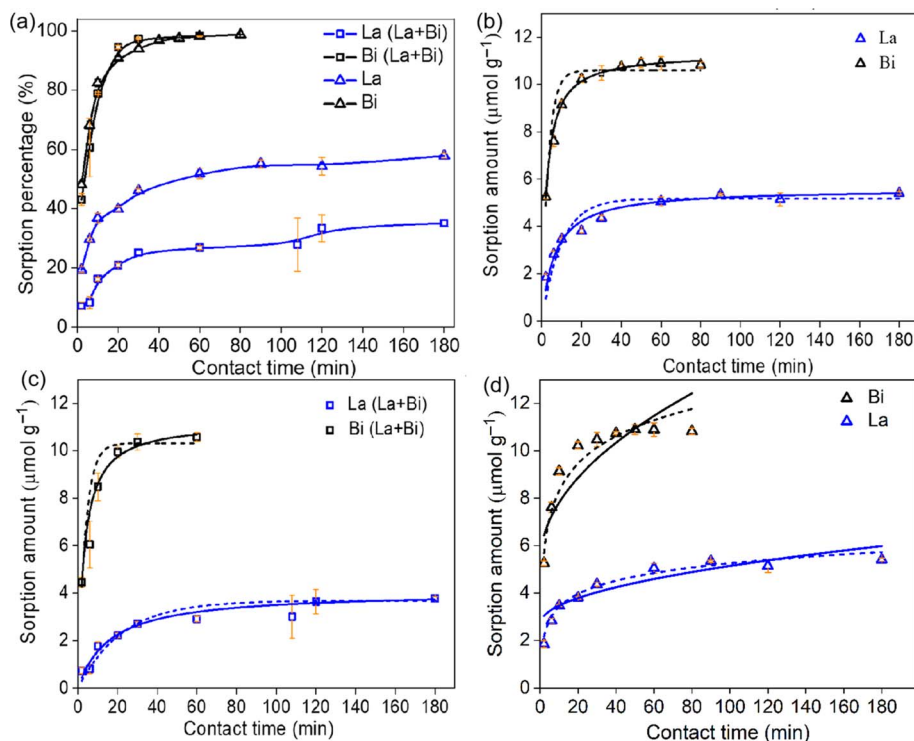 (a)
La (La+Bi)
Bi (La+Bi)
La
Bi
Sorption percentage (%)
100
80
60
40
20
0
0 20 40 60 80 100 120 140 160 180
Contact time (min)
(b)
La
Bi
Sorption amount (μmol g⁻¹)
12
10
8
6
4
2
0
0 20 40 60 80 100 120 140 160 180
Contact time (min)
(c)
La (La+Bi)
Bi (La+Bi)
Sorption amount (μmol g⁻¹)
12
10
8
6
4
2
0
0 20 40 60 80 100 120 140 160 180
Contact time (min)
(d)
Bi
La
Sorption amount (μmol g⁻¹)
12
10
8
6
4
2
0
0 20 40 60 80 100 120 140 160 180
Contact time (min)